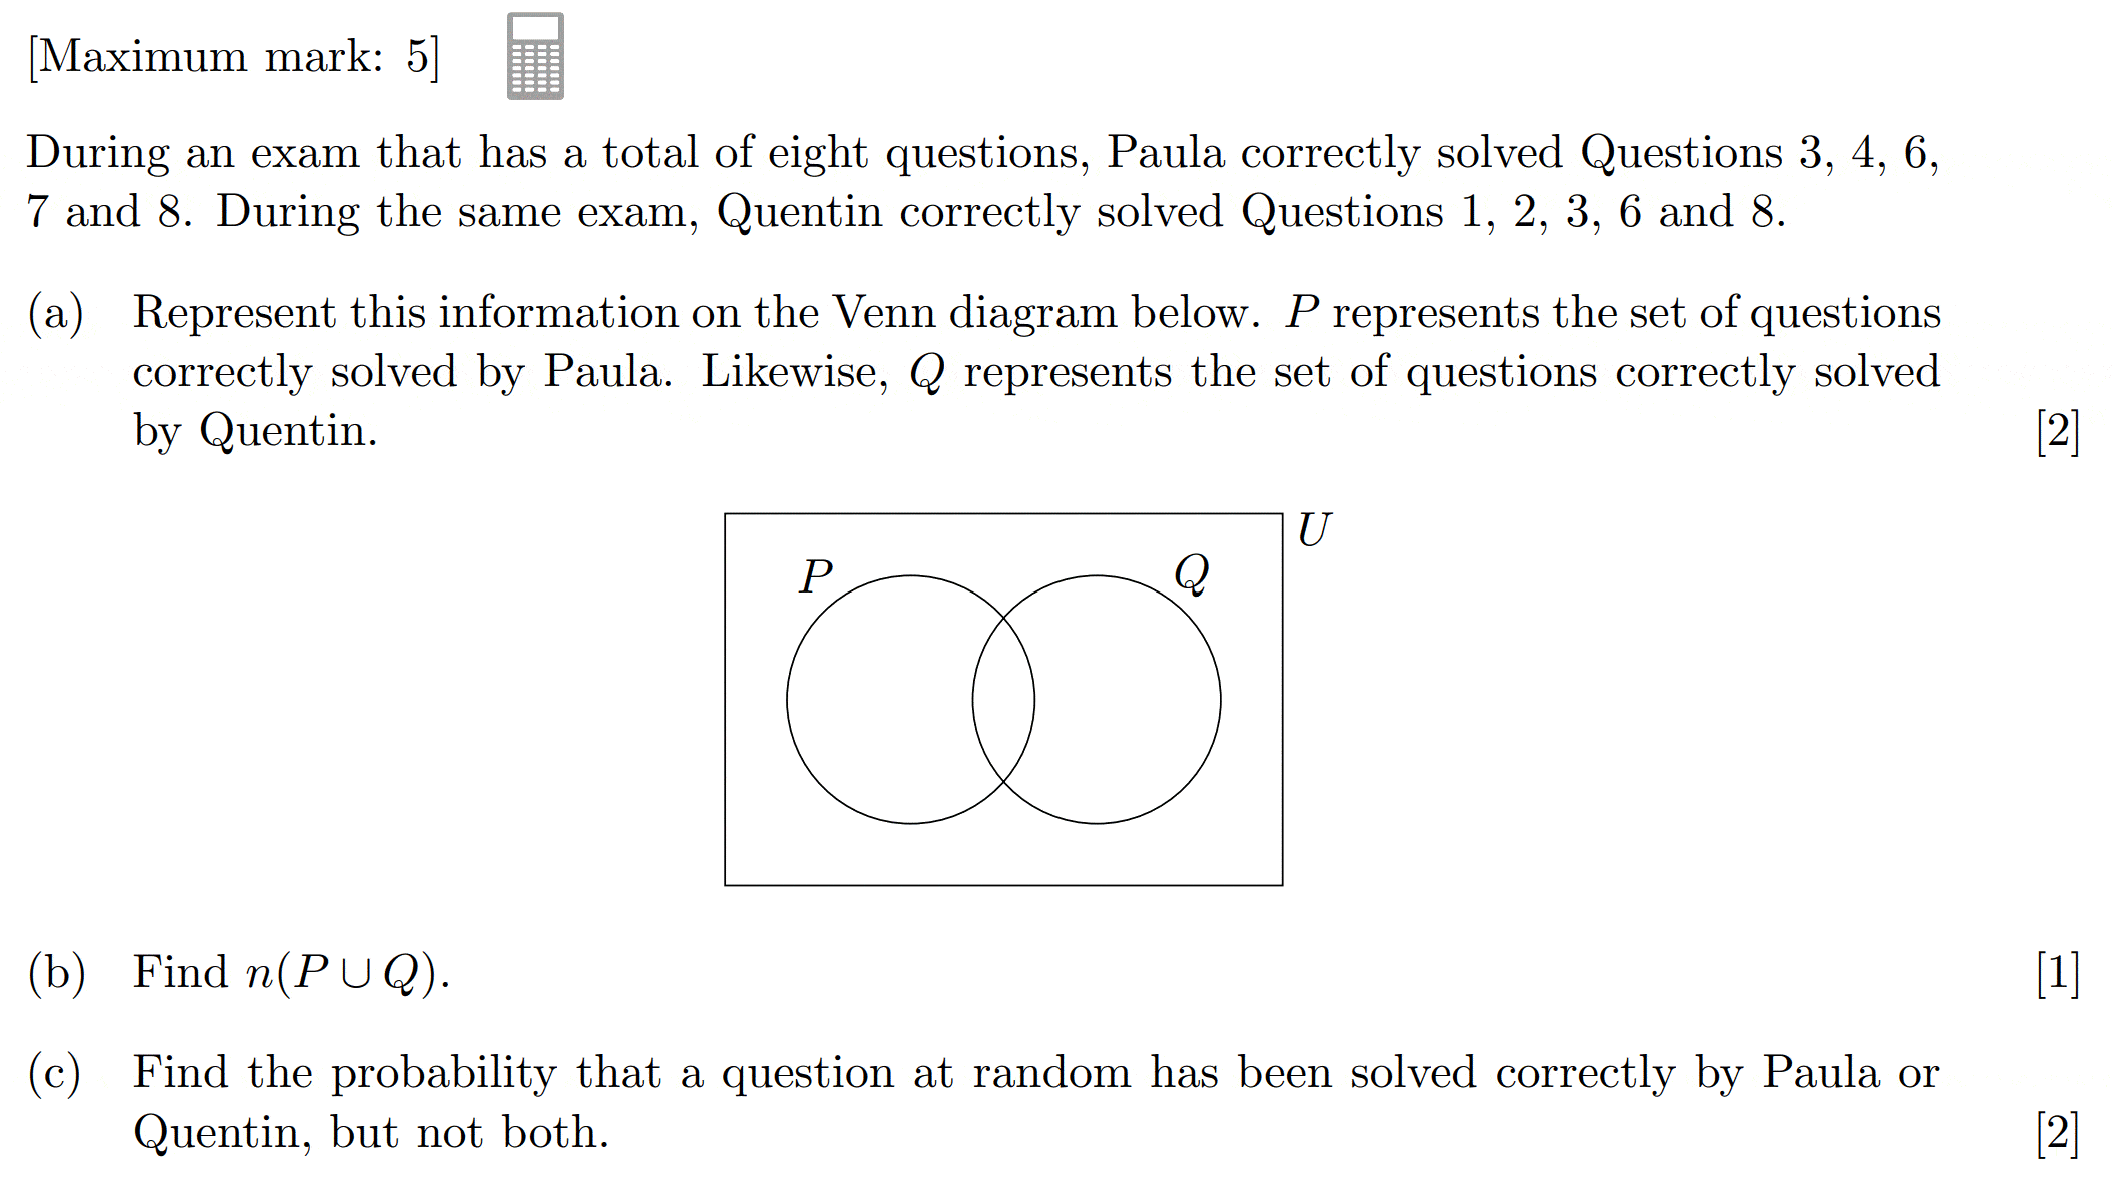 [Maximum mark: 5]
During an exam that has a total of eight questions, Paula correctly solved Questions 3, 4, 6,
7 and 8. During the same exam, Quentin correctly solved Questions 1, 2, 3, 6 and 8.
(a) Represent this information on the Venn diagram below. P represents the set of questions
correctly solved by Paula. Likewise, Q represents the set of questions correctly solved
by Quentin. [2]
U
P Q
(b) Find n(P ∪ Q). [1]
(c) Find the probability that a question at random has been solved correctly by Paula or
Quentin, but not both. [2]